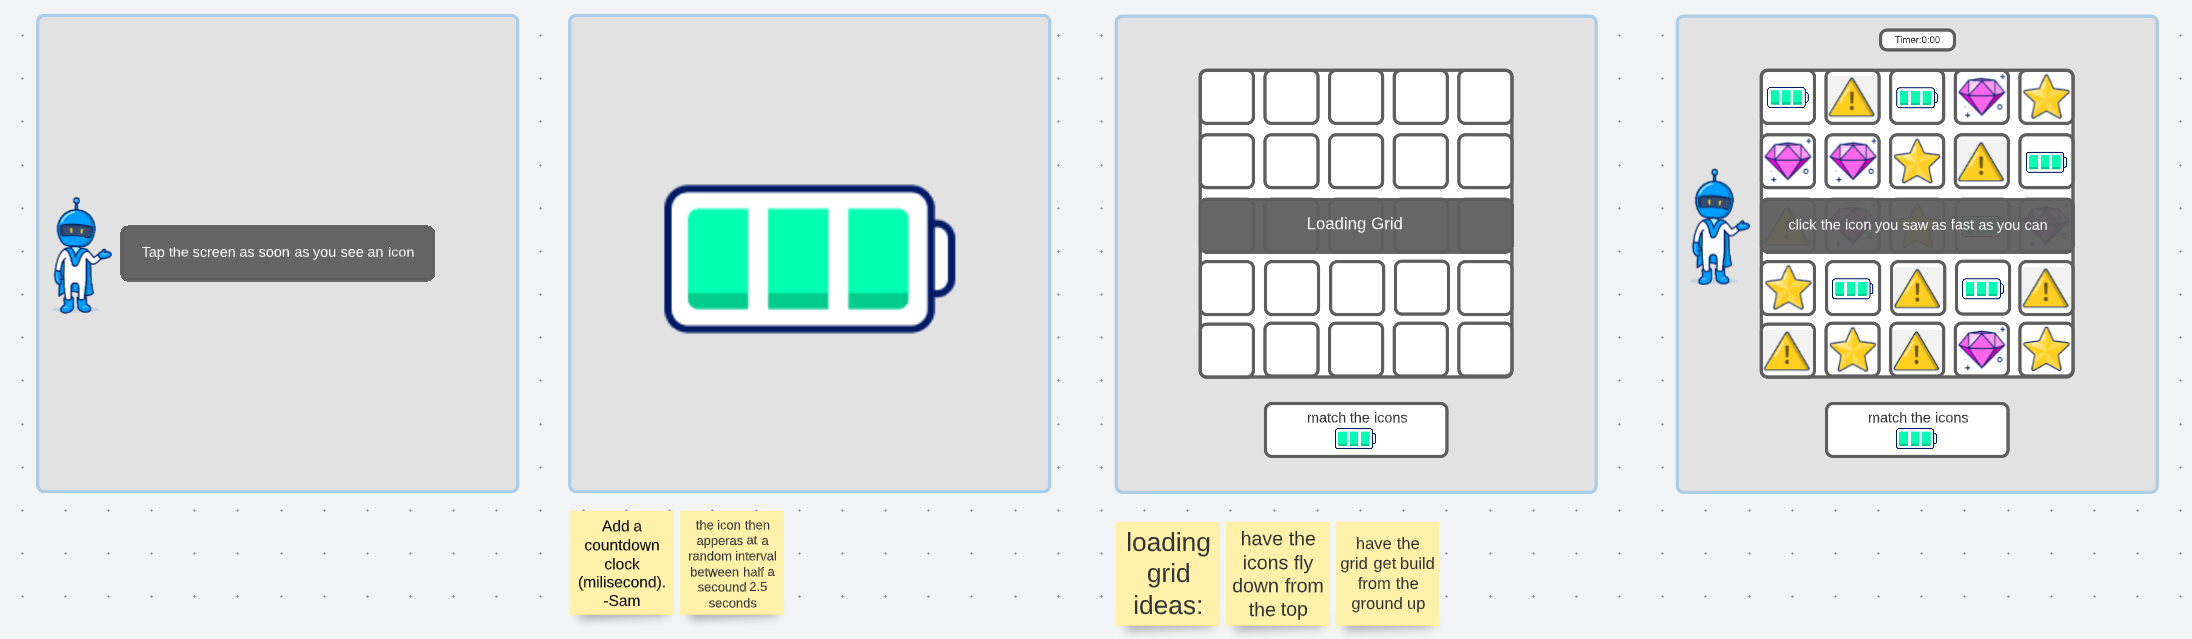 Tap the screen as soon as you see an icon
Add a
countdown
clock
(milisecond).
-Sam
the icon then
apperas at a
random interval
between half a
secound 2.5
seconds
Loading Grid
match the icons
loading
grid
ideas:
have the
icons fly
down from
the top
have the
grid get build
from the
ground up
Timer:0:00
click the icon you saw as fast as you can
match the icons